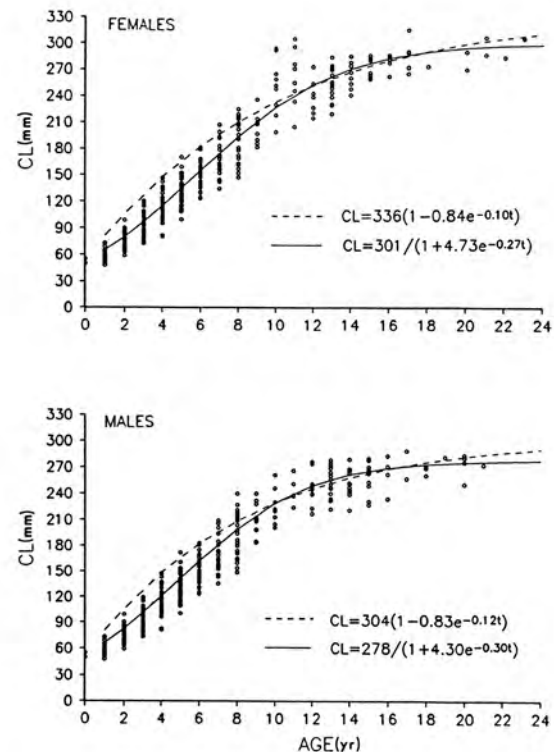 FEMALES
330
300
270
240
210
180
150
120
90
60
30
0
CL(mm)
CL=336(1−0.84e^−0.10t)
CL=301/(1+4.73e^−0.27t)
0 2 4 6 8 10 12 14 16 18 20 22 24
MALES
330
300
270
240
210
180
150
120
90
60
30
0
CL(mm)
CL=304(1−0.83e^−0.12t)
CL=278/(1+4.30e^−0.30t)
0 2 4 6 8 10 12 14 16 18 20 22 24
AGE(yr)